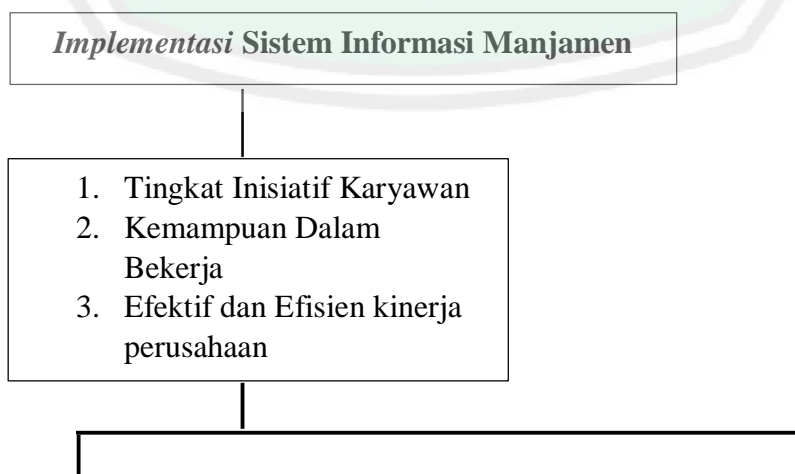 Implementasi Sistem Informasi Manjamen
1. Tingkat Inisiatif Karyawan
2. Kemampuan Dalam
Bekerja
3. Efektif dan Efisien kinerja
perusahaan